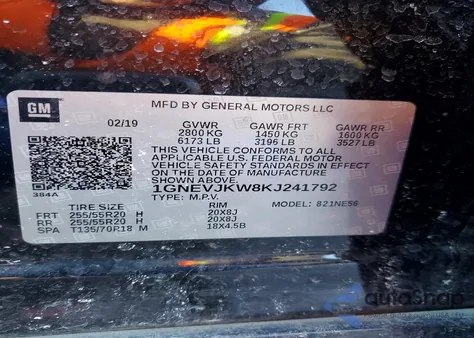 GM
MFD BY GENERAL MOTORS LLC
02/19 GVWR GAWR FRT GAWR RR
2800 KG 1450 KG 1600 KG
6173 LB 3196 LB 3527 LB
THIS VEHICLE CONFORMS TO ALL
APPLICABLE U.S. FEDERAL MOTOR
VEHICLE SAFETY STANDARDS IN EFFECT
ON THE DATE OF MANUFACTURE
SHOWN ABOVE.
384A
1GNEVJKW8KJ241792
TYPE: M.P.V. MODEL: 821NE56
TIRE SIZE RIM
FRT 255/55R20 H 20X8J
RR 255/55R20 H 20X8J
SPA T135/70R18 M 18X4.5B
autosnap